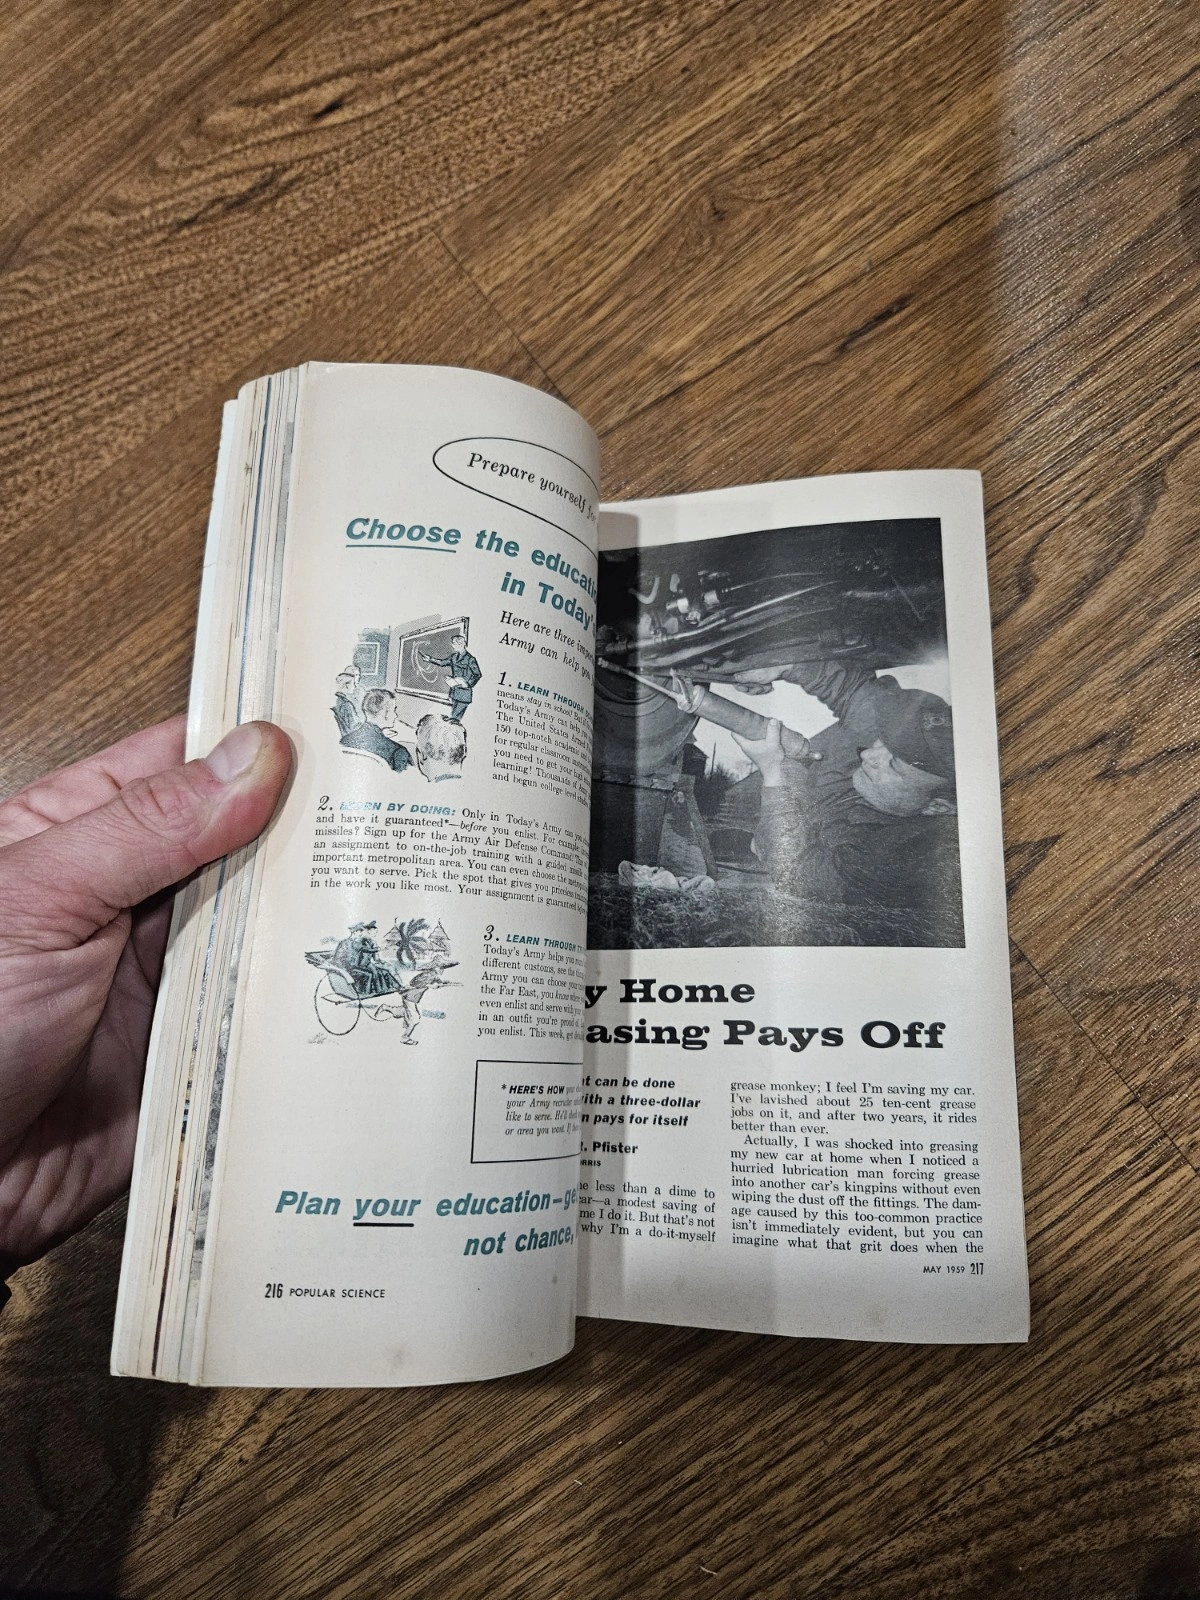 Prepare yourself for
Choose the educati
in Today's
Here are three
Army can help you
1. LEARN THROUGH
means stay in school!
Today's Army can help
The United States Armed
150 top-notch academic and
for regular classroom
you need to get your high
learning! Thousands of
and begun college level
2. LEARN BY DOING: Only in Today's Army can you
and have it guaranteed*—before you enlist. For example,
missiles? Sign up for the Army Air Defense Command!
an assignment to on-the-job training with a guided missile
important metropolitan area. You can even choose the
you want to serve. Pick the spot that gives you priceless
in the work you like most. Your assignment is guaranteed
3. LEARN THROUGH
Today's Army helps you
different customs, see the
Army you can choose your
the Far East, you know
even enlist and serve with
in an outfit you're proud of.
you enlist. This week, get
* HERE'S HOW
your Army recruiter
like to serve. He'll
or area you want. If
Plan your education—ge
not chance,
216 POPULAR SCIENCE
y Home
asing Pays Off
t can be done
ith a three-dollar
n pays for itself
t. Pfister
RRIS
e less than a dime to
car—a modest saving of
me I do it. But that's not
why I'm a do-it-myself
grease monkey; I feel I'm saving my car.
I've lavished about 25 ten-cent grease
jobs on it, and after two years, it rides
better than ever.
Actually, I was shocked into greasing
my new car at home when I noticed a
hurried lubrication man forcing grease
into another car's kingpins without even
wiping the dust off the fittings. The dam-
age caused by this too-common practice
isn't immediately evident, but you can
imagine what that grit does when the
MAY 1959 217